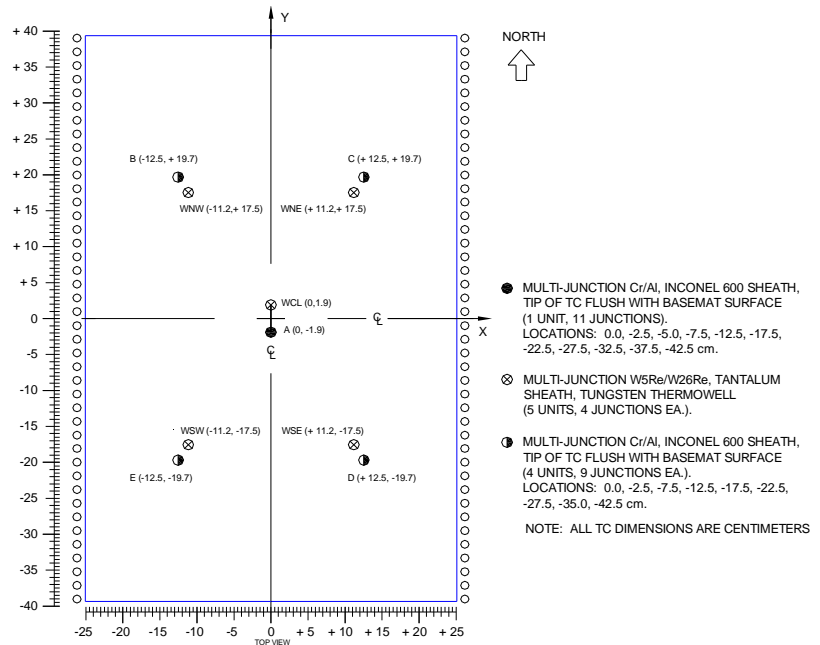 Y
NORTH
+ 40
+ 35
+ 30
+ 25
+ 20
+ 15
+ 10
+ 5
0
-5
-10
-15
-20
-25
-30
-35
-40
B (-12.5, + 19.7)
C (+ 12.5, + 19.7)
WNW (-11.2,+ 17.5)
WNE (+ 11.2,+ 17.5)
WCL (0,1.9)
A (0, -1.9)
℄
X
℄
WSW (-11.2, -17.5)
WSE (+ 11.2, -17.5)
E (-12.5, -19.7)
D (+ 12.5, -19.7)
-25
-20
-15
-10
-5
0
+ 5
+ 10
+ 15
+ 20
+ 25
TOP VIEW
MULTI-JUNCTION Cr/Al, INCONEL 600 SHEATH,
TIP OF TC FLUSH WITH BASEMAT SURFACE
(1 UNIT, 11 JUNCTIONS).
LOCATIONS: 0.0, -2.5, -5.0, -7.5, -12.5, -17.5,
-22.5, -27.5, -32.5, -37.5, -42.5 cm.
MULTI-JUNCTION W5Re/W26Re, TANTALUM
SHEATH, TUNGSTEN THERMOWELL
(5 UNITS, 4 JUNCTIONS EA.).
MULTI-JUNCTION Cr/Al, INCONEL 600 SHEATH,
TIP OF TC FLUSH WITH BASEMAT SURFACE
(4 UNITS, 9 JUNCTIONS EA.).
LOCATIONS: 0.0, -2.5, -7.5, -12.5, -17.5, -22.5,
-27.5, -35.0, -42.5 cm.
NOTE: ALL TC DIMENSIONS ARE CENTIMETERS